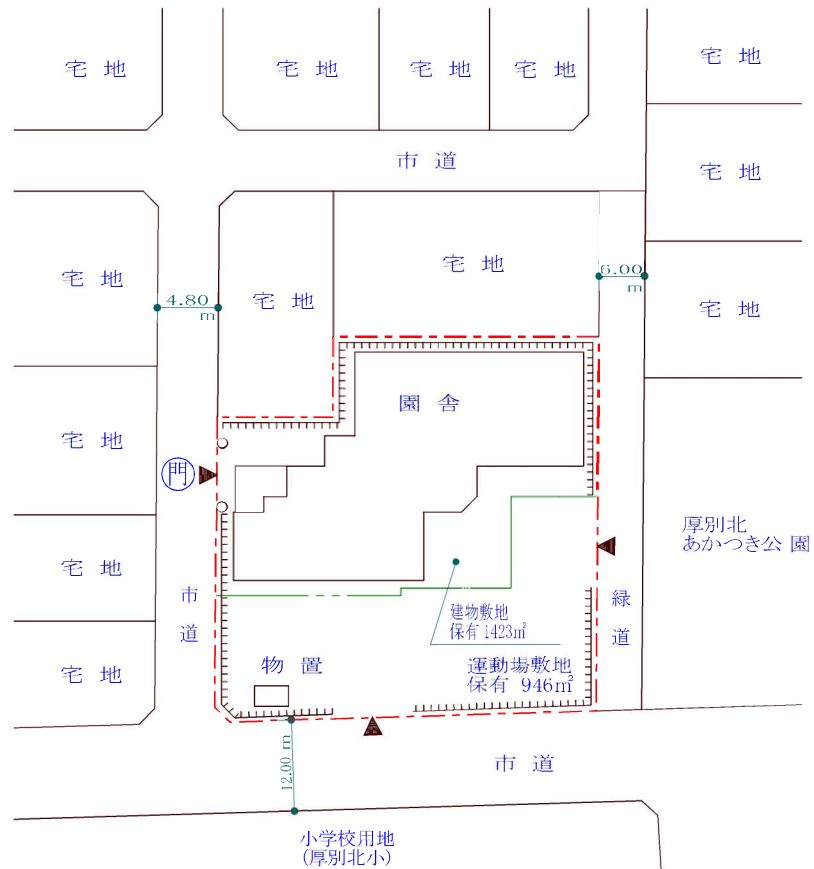 宅 地
宅 地
宅 地
宅 地
宅 地
市 道
宅 地
宅 地
宅 地
宅 地
6.00
m
4.80
m
宅 地
園 舎
宅 地
門
厚別北
あかつき公園
宅 地
市
道
緑
道
建物敷地
保有 1423㎡
物 置
運動場敷地
保有 946㎡
宅 地
12.00 m
市 道
小学校用地
(厚別北小)